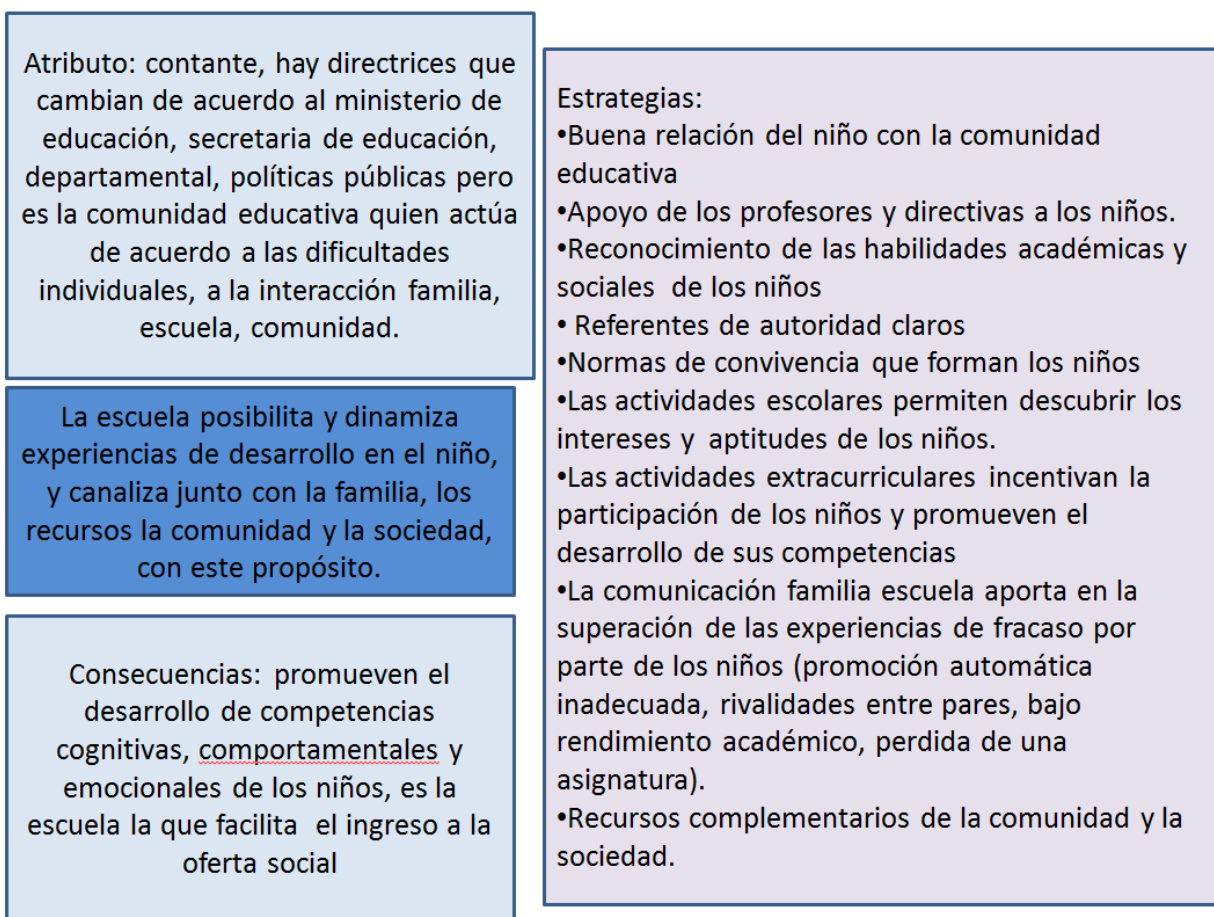 Atributo: contante, hay directrices que
cambian de acuerdo al ministerio de
educación, secretaria de educación,
departamental, políticas públicas pero
es la comunidad educativa quien actúa
de acuerdo a las dificultades
individuales, a la interacción familia,
escuela, comunidad.
La escuela posibilita y dinamiza
experiencias de desarrollo en el niño,
y canaliza junto con la familia, los
recursos la comunidad y la sociedad,
con este propósito.
Consecuencias: promueven el
desarrollo de competencias
cognitivas, comportamentales y
emocionales de los niños, es la
escuela la que facilita el ingreso a la
oferta social
Estrategias:
•Buena relación del niño con la comunidad
educativa
•Apoyo de los profesores y directivas a los niños.
•Reconocimiento de las habilidades académicas y
sociales de los niños
• Referentes de autoridad claros
•Normas de convivencia que forman los niños
•Las actividades escolares permiten descubrir los
intereses y aptitudes de los niños.
•Las actividades extracurriculares incentivan la
participación de los niños y promueven el
desarrollo de sus competencias
•La comunicación familia escuela aporta en la
superación de las experiencias de fracaso por
parte de los niños (promoción automática
inadecuada, rivalidades entre pares, bajo
rendimiento académico, perdida de una
asignatura).
•Recursos complementarios de la comunidad y la
sociedad.